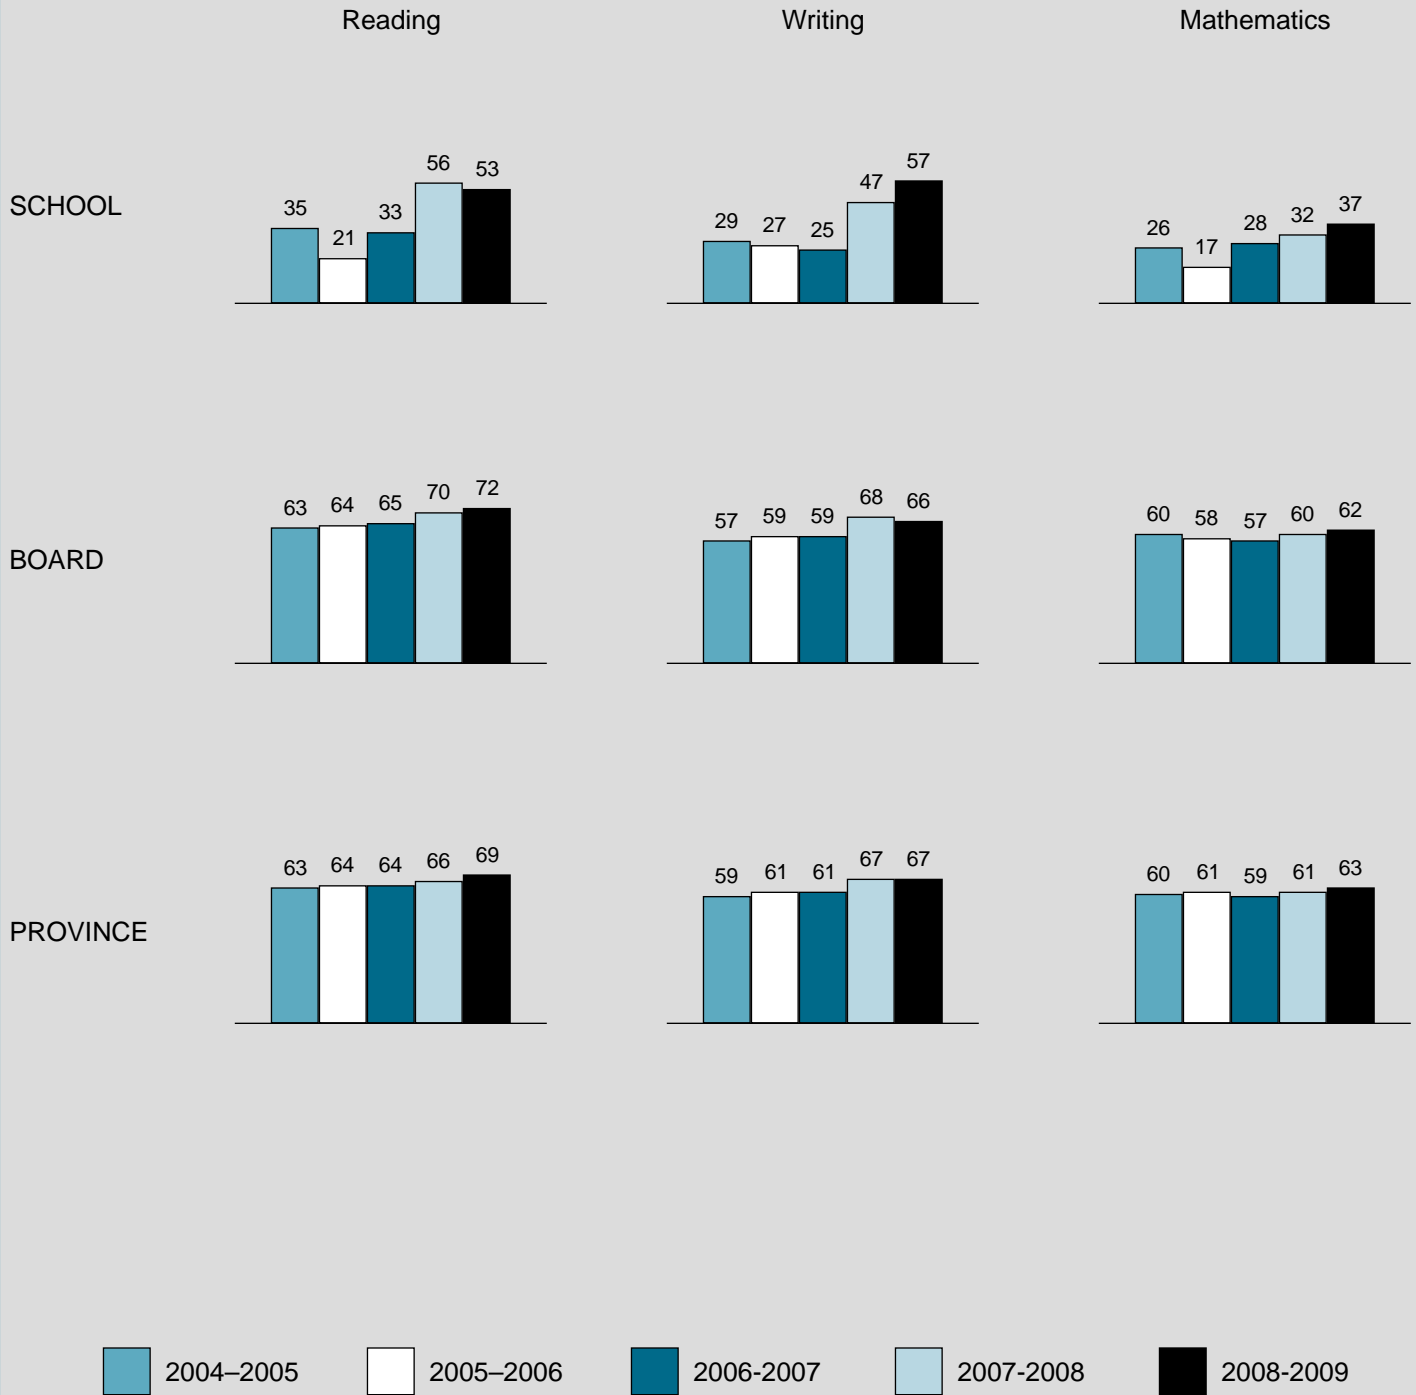 Reading Writing Mathematics
SCHOOL
35 21 33 56 53
29 27 25 47 57
26 17 28 32 37
BOARD
63 64 65 70 72
57 59 59 68 66
60 58 57 60 62
PROVINCE
63 64 64 66 69
59 61 61 67 67
60 61 59 61 63
2004–2005 2005–2006 2006-2007 2007-2008 2008-2009